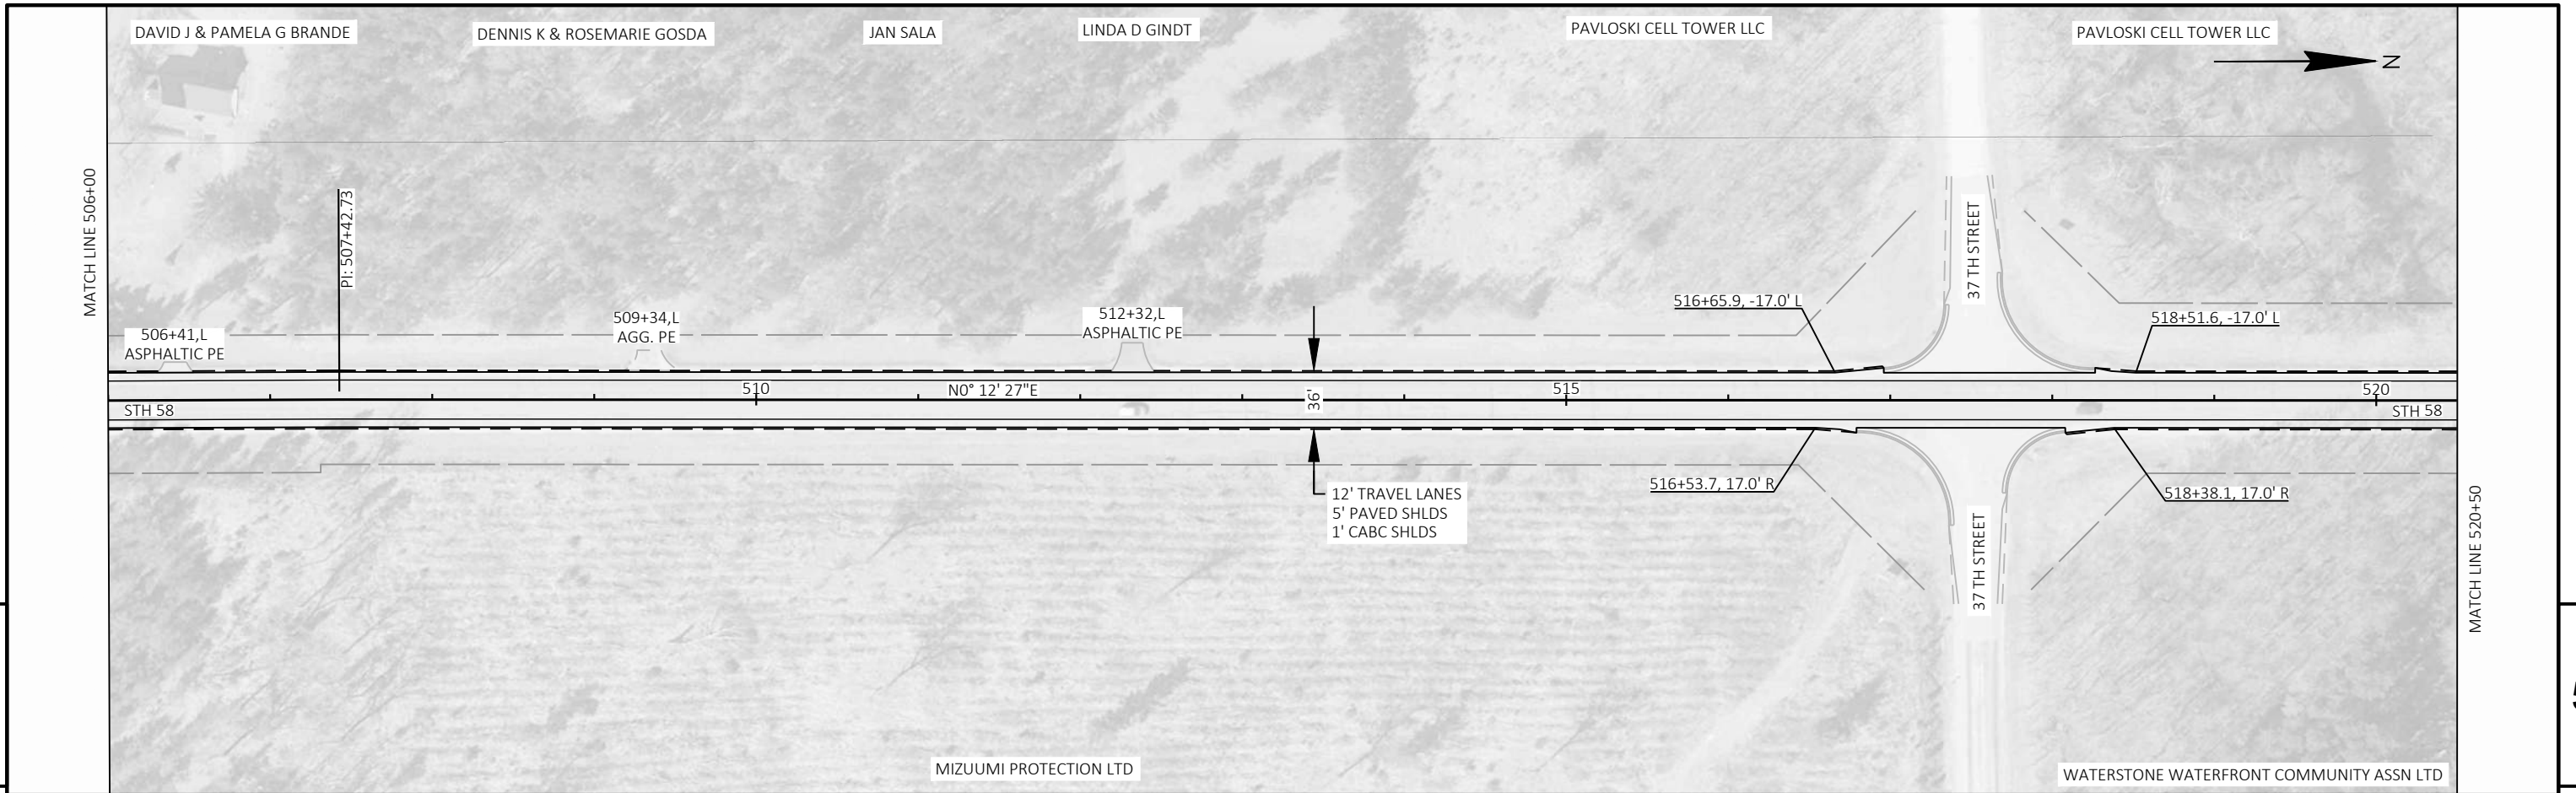 DAVID J & PAMELA G BRANDE
DENNIS K & ROSEMARIE GOSDA
JAN SALA
LINDA D GINDT
PAVLOSKI CELL TOWER LLC
PAVLOSKI CELL TOWER LLC
N
MATCH LINE 506+00
PI: 507+42.73
506+41,L
ASPHALTIC PE
509+34,L
AGG. PE
512+32,L
ASPHALTIC PE
516+65.9, -17.0' L
37 TH STREET
518+51.6, -17.0' L
510
N0° 12' 27"E
36'
515
520
STH 58
STH 58
12' TRAVEL LANES
5' PAVED SHLDS
1' CABC SHLDS
516+53.7, 17.0' R
37 TH STREET
518+38.1, 17.0' R
MATCH LINE 520+50
MIZUUMI PROTECTION LTD
WATERSTONE WATERFRONT COMMUNITY ASSN LTD